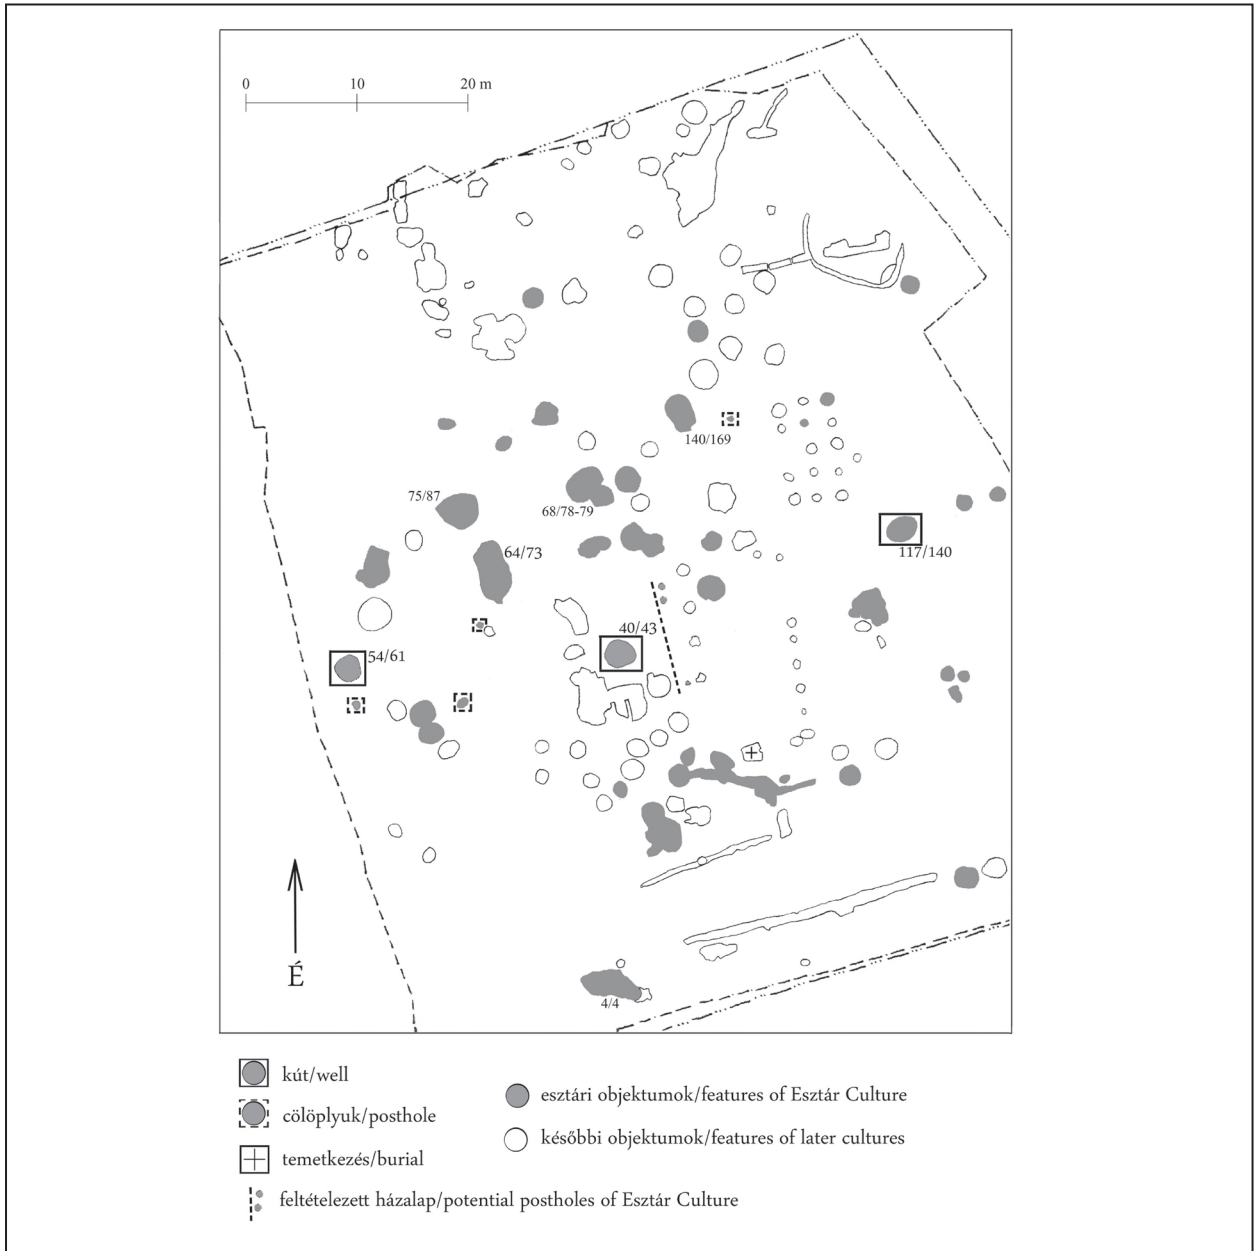 0 10 20 m
140/169
75/87
68/78-79
64/73
117/140
40/43
54/61
É
4/4
kút/well
cölöplyuk/posthole
temetkezés/burial
feltételezett házalap/potential postholes of Esztár Culture
esztári objektumok/features of Esztár Culture
későbbi objektumok/features of later cultures